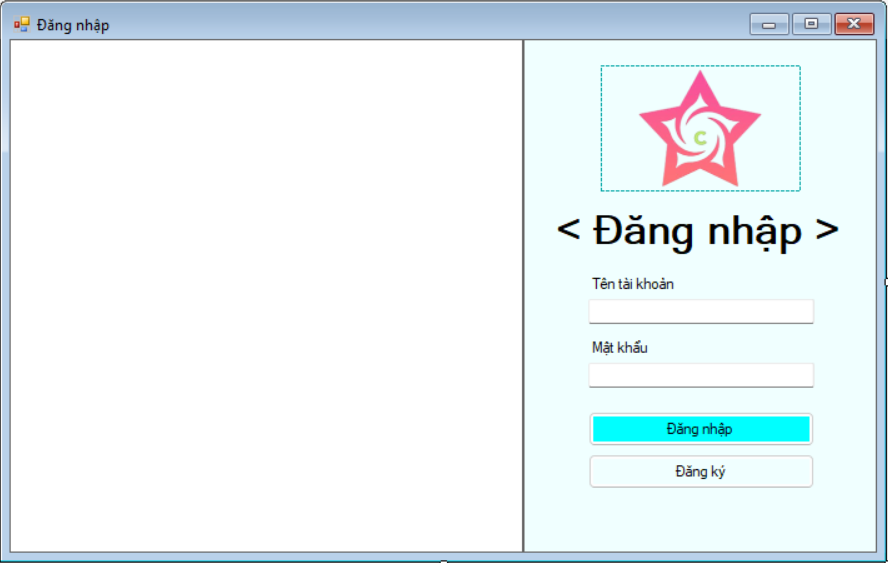 Đăng nhập
C
< Đăng nhập >
Tên tài khoản
Mật khẩu
Đăng nhập
Đăng ký